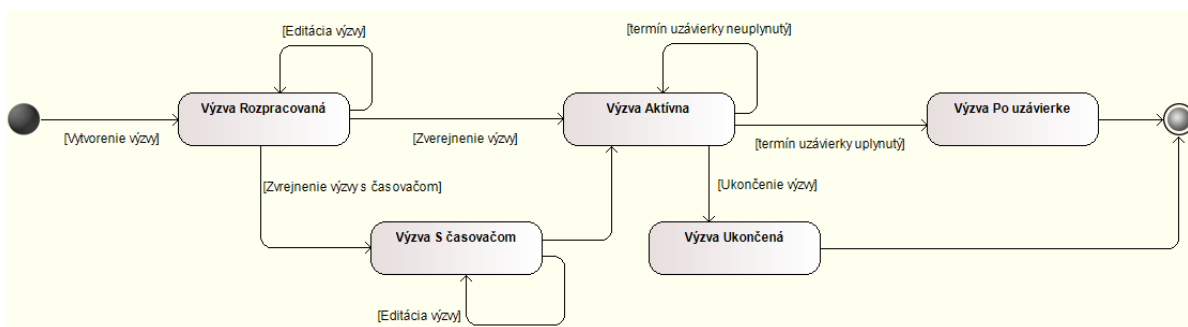 [Editácia výzvy]
[termín uzávierky neuplynutý]
Výzva Rozpracovaná
Výzva Aktívna
Výzva Po uzávierke
[Vytvorenie výzvy]
[Zverejnenie výzvy]
[termín uzávierky uplynutý]
[Zvrejnenie výzvy s časovačom]
[Ukončenie výzvy]
Výzva S časovačom
Výzva Ukončená
[Editácia výzvy]